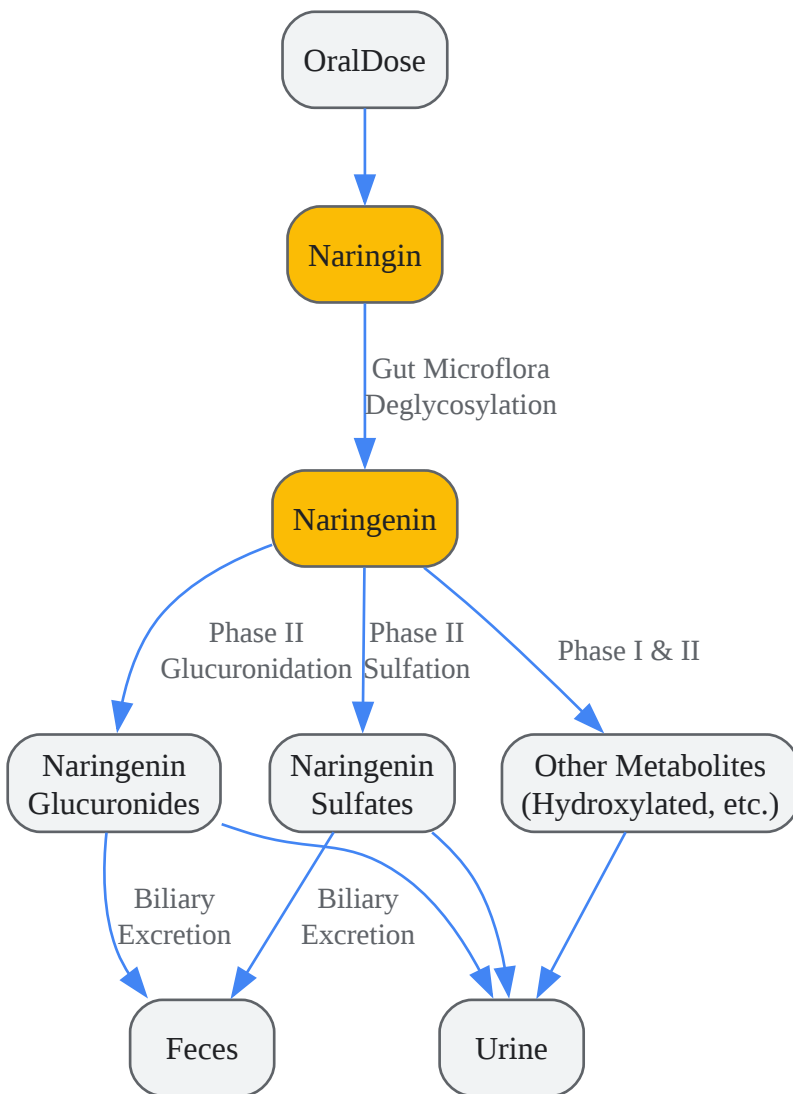 OralDose
Naringin
Gut Microflora
Deglycosylation
Naringenin
Phase II
Glucuronidation
Phase II
Sulfation
Phase I & II
Naringenin
Glucuronides
Naringenin
Sulfates
Other Metabolites
(Hydroxylated, etc.)
Biliary
Excretion
Biliary
Excretion
Feces
Urine